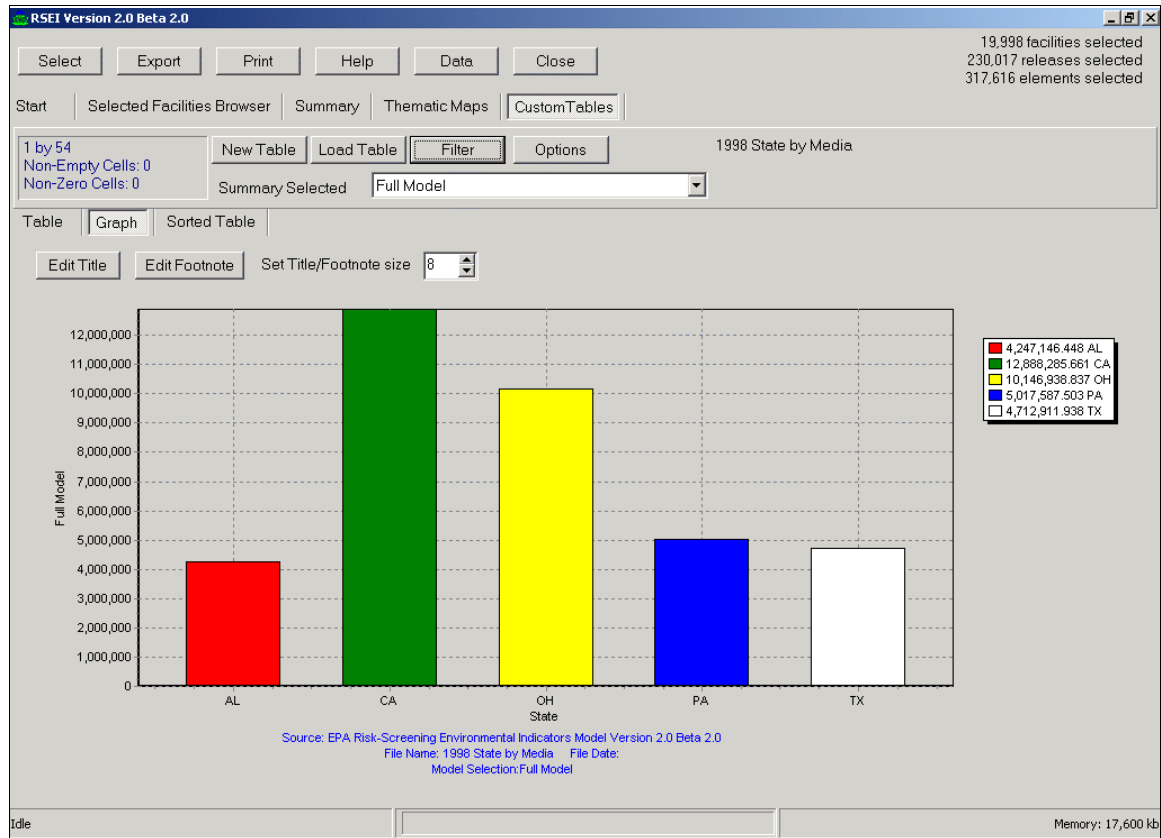 RSEI Version 2.0 Beta 2.0
Select Export Print Help Data Close
19,998 facilities selected
230,017 releases selected
317,616 elements selected
Start Selected Facilities Browser Summary Thematic Maps CustomTables
1 by 54
Non-Empty Cells: 0
Non-Zero Cells: 0
New Table Load Table Filter Options
1998 State by Media
Summary Selected Full Model
Table Graph Sorted Table
Edit Title Edit Footnote Set Title/Footnote size 8
12,000,000
11,000,000
10,000,000
9,000,000
8,000,000
7,000,000
6,000,000
5,000,000
4,000,000
3,000,000
2,000,000
1,000,000
0
Full Model
AL CA OH PA TX
State
4,247,146.448 AL
12,888,285.661 CA
10,146,938.837 OH
5,017,587.503 PA
4,712,911.938 TX
Source: EPA Risk-Screening Environmental Indicators Model Version 2.0 Beta 2.0
File Name: 1998 State by Media File Date:
Model Selection:Full Model
Idle
Memory: 17,600 kb